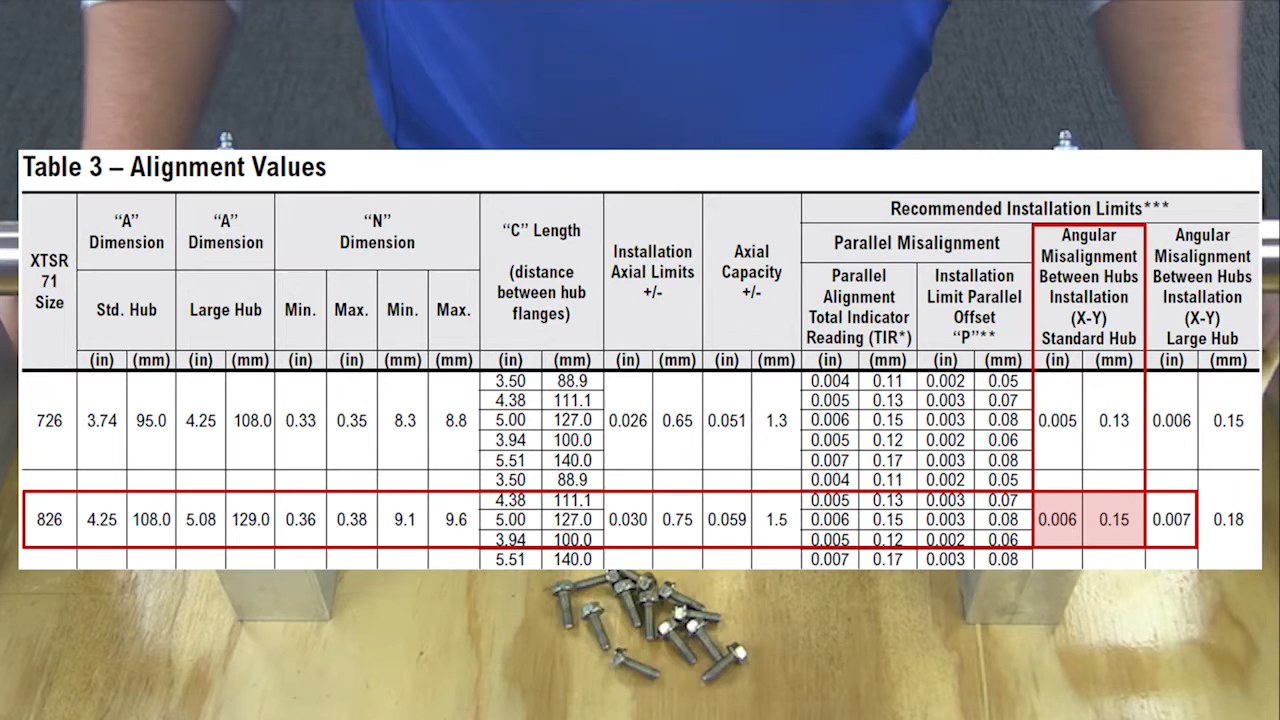 Table 3 – Alignment Values
XTSR
71
Size
“A”
Dimension
Std. Hub
“A”
Dimension
Large Hub
“N”
Dimension
Min.
Max.
Min.
Max.
“C” Length
(distance
between hub
flanges)
Installation
Axial Limits
+/-
Axial
Capacity
+/-
Recommended Installation Limits***
Parallel Misalignment
Parallel
Alignment
Total Indicator
Reading (TIR*)
Installation
Limit Parallel
Offset
“P”**
Angular
Misalignment
Between Hubs
Installation
(X-Y)
Standard Hub
Angular
Misalignment
Between Hubs
Installation
(X-Y)
Large Hub
(in) (mm) (in) (mm) (in) (in) (mm) (mm) (in) (mm) (in) (mm) (in) (mm) (in) (mm) (in) (mm) (in) (mm) (in) (mm)
3.50 88.9 0.004 0.11 0.002 0.05
4.38 111.1 0.005 0.13 0.003 0.07
726 3.74 95.0 4.25 108.0 0.33 0.35 8.3 8.8 5.00 127.0 0.026 0.65 0.051 1.3 0.006 0.15 0.003 0.08 0.005 0.13 0.006 0.15
3.94 100.0 0.005 0.12 0.002 0.06
5.51 140.0 0.007 0.17 0.003 0.08
3.50 88.9 0.004 0.11 0.002 0.05
4.38 111.1 0.005 0.13 0.003 0.07
826 4.25 108.0 5.08 129.0 0.36 0.38 9.1 9.6 5.00 127.0 0.030 0.75 0.059 1.5 0.006 0.15 0.003 0.08 0.006 0.15 0.007 0.18
3.94 100.0 0.005 0.12 0.002 0.06
5.51 140.0 0.007 0.17 0.003 0.08